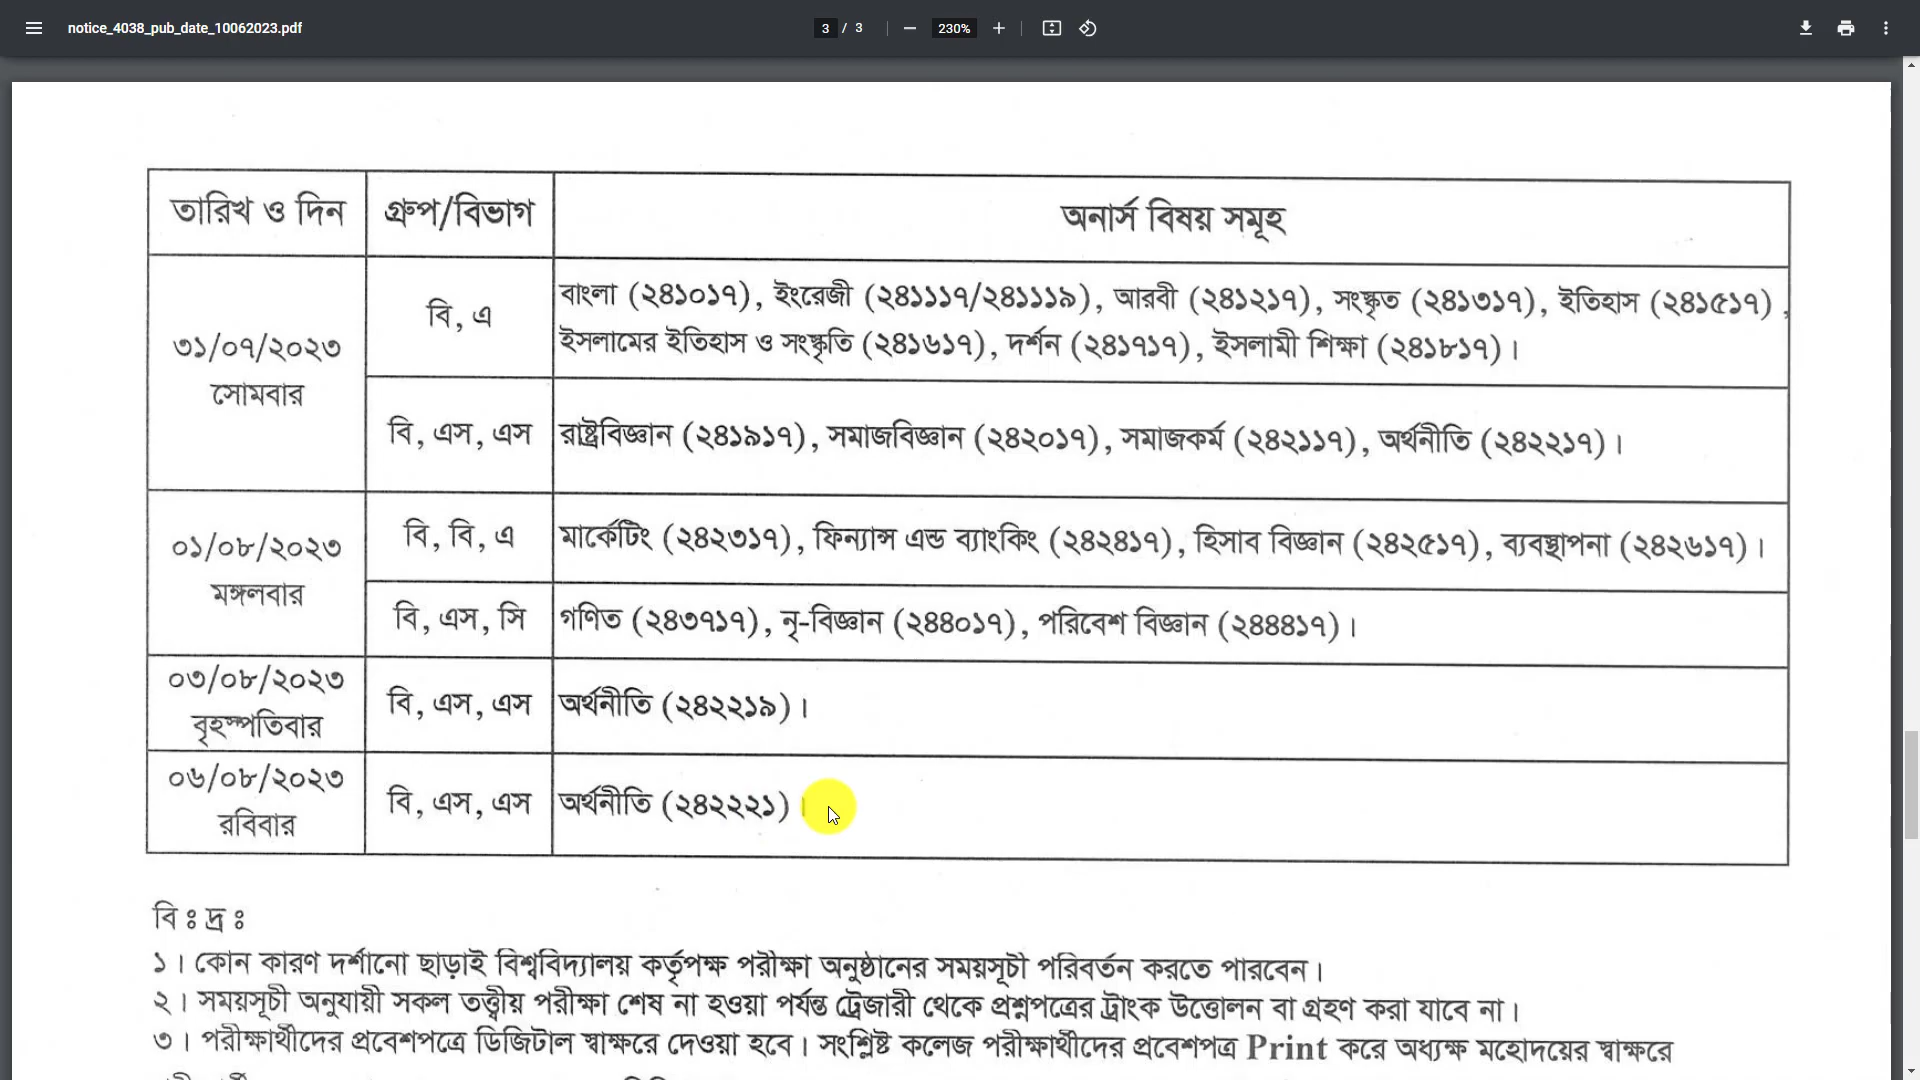 notice_4038_pub_date_10062023.pdf
3 / 3
230%
তারিখ ও দিন গ্রুপ/বিভাগ অনার্স বিষয় সমূহ
৩১/০৭/২০২৩
সোমবার
বি, এ
বাংলা (২৪১০১৭), ইংরেজী (২৪১১১৭/২৪১১১৯), আরবী (২৪১২১৭), সংস্কৃত (২৪১৩১৭), ইতিহাস (২৪১৫১৭) ,
ইসলামের ইতিহাস ও সংস্কৃতি (২৪১৬১৭), দর্শন (২৪১৭১৭), ইসলামী শিক্ষা (২৪১৮১৭)।
বি, এস, এস রাষ্ট্রবিজ্ঞান (২৪১৯১৭), সমাজবিজ্ঞান (২৪২০১৭), সমাজকর্ম (২৪২১১৭), অর্থনীতি (২৪২২১৭)।
০১/০৮/২০২৩
মঙ্গলবার
বি, বি, এ মার্কেটিং (২৪২৩১৭), ফিন্যান্স এন্ড ব্যাংকিং (২৪২৪১৭), হিসাব বিজ্ঞান (২৪২৫১৭), ব্যবস্থাপনা (২৪২৬১৭)।
বি, এস, সি গণিত (২৪৩৭১৭), নৃ-বিজ্ঞান (২৪৪০১৭), পরিবেশ বিজ্ঞান (২৪৪৪১৭)।
০৩/০৮/২০২৩
বৃহস্পতিবার
বি, এস, এস অর্থনীতি (২৪২২১৯)।
০৬/০৮/২০২৩
রবিবার
বি, এস, এস অর্থনীতি (২৪২২২১)।
বি ঃ দ্র ঃ
১। কোন কারণ দর্শানো ছাড়াই বিশ্ববিদ্যালয় কর্তৃপক্ষ পরীক্ষা অনুষ্ঠানের সময়সূচী পরিবর্তন করতে পারবেন।
২। সময়সূচী অনুযায়ী সকল তত্ত্বীয় পরীক্ষা শেষ না হওয়া পর্যন্ত ট্রেজারী থেকে প্রশ্নপত্রের ট্রাংক উত্তোলন বা গ্রহণ করা যাবে না।
৩। পরীক্ষার্থীদের প্রবেশপত্রে ডিজিটাল স্বাক্ষরে দেওয়া হবে। সংশ্লিষ্ট কলেজ পরীক্ষার্থীদের প্রবেশপত্র Print করে অধ্যক্ষ মহোদয়ের স্বাক্ষরে